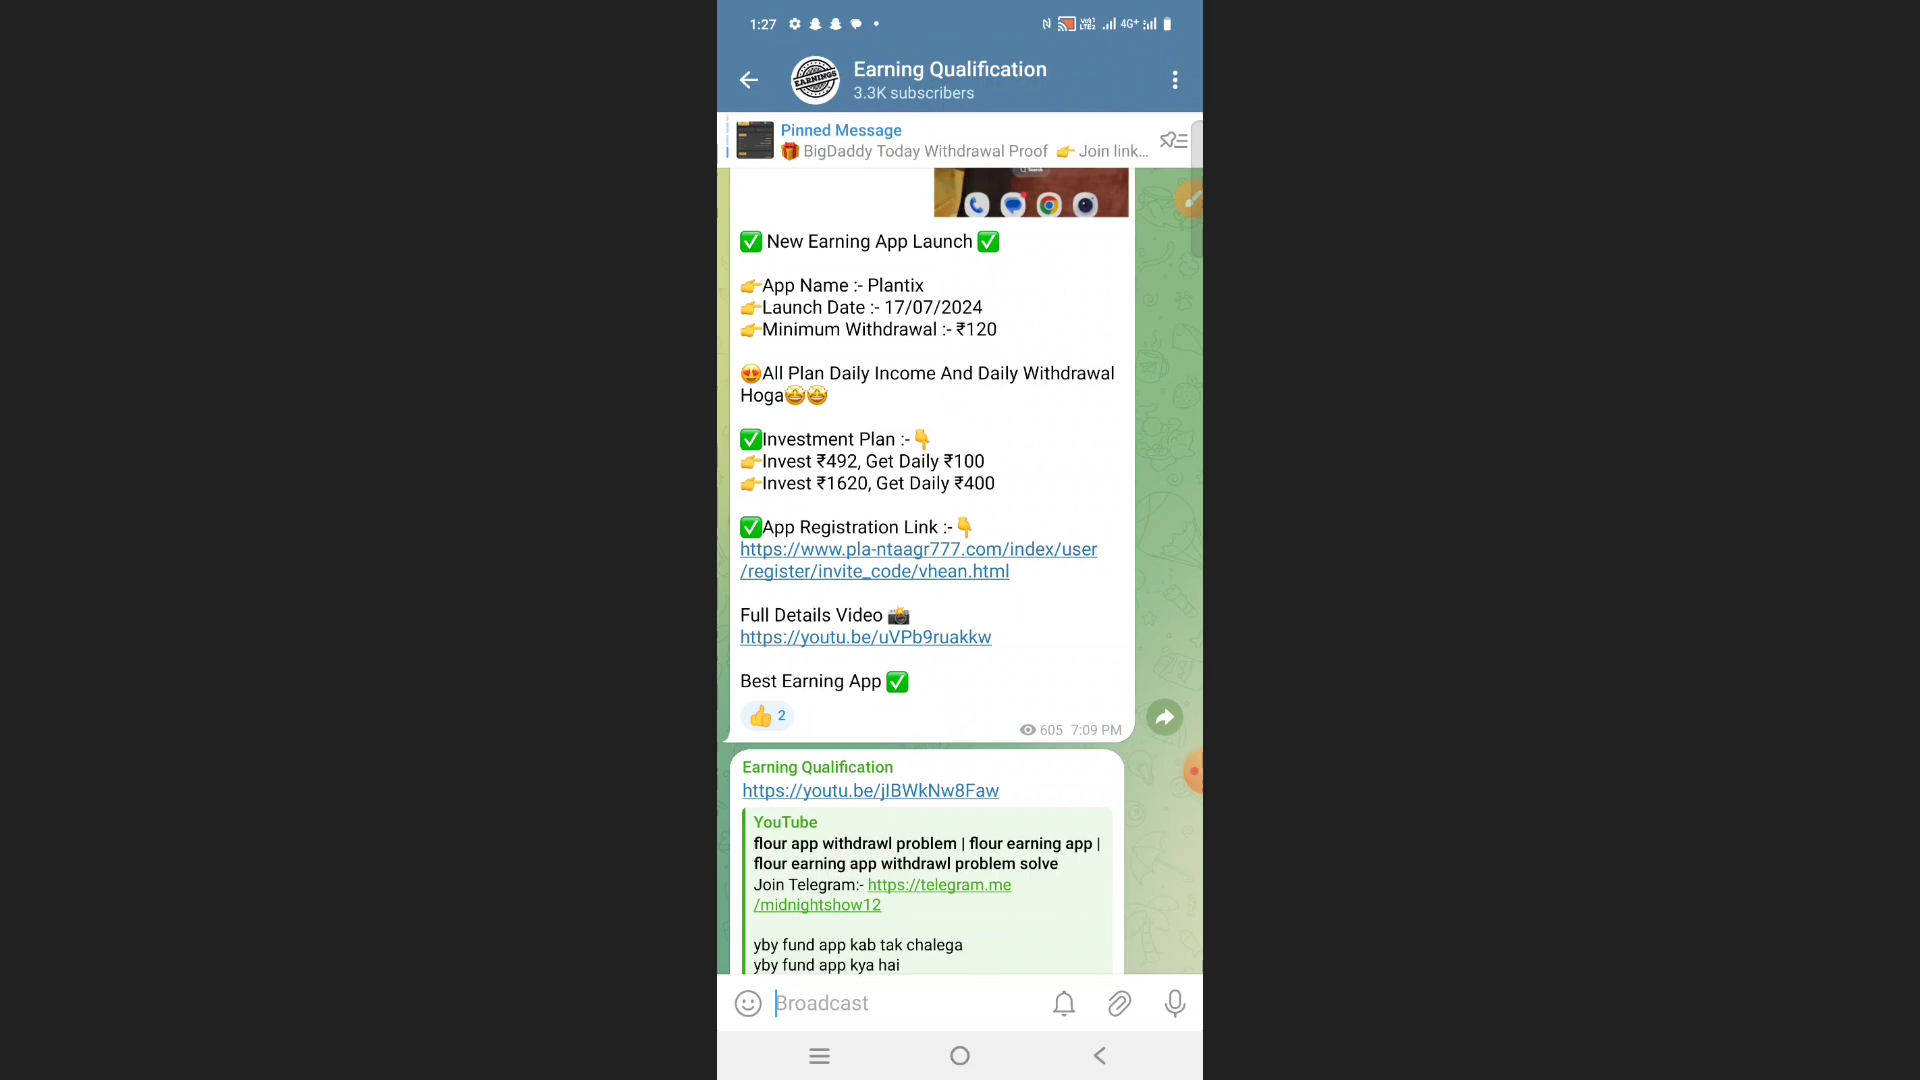 1:27
4G+
EARNINGS
Earning Qualification
3.3K subscribers
Pinned Message
🎁 BigDaddy Today Withdrawal Proof 👉 Join link...
Search
✅ New Earning App Launch ✅
👉App Name :- Plantix
👉Launch Date :- 17/07/2024
👉Minimum Withdrawal :- ₹120
😍All Plan Daily Income And Daily Withdrawal
Hoga🤩🤩
✅Investment Plan :-👇
👉Invest ₹492, Get Daily ₹100
👉Invest ₹1620, Get Daily ₹400
✅App Registration Link :-👇
https://www.pla-ntaagr777.com/index/user
/register/invite_code/vhean.html
Full Details Video 📸
https://youtu.be/uVPb9ruakkw
Best Earning App ✅
👍 2
605 7:09 PM
Earning Qualification
https://youtu.be/jIBWkNw8Faw
YouTube
flour app withdrawl problem | flour earning app |
flour earning app withdrawl problem solve
Join Telegram:- https://telegram.me
/midnightshow12
yby fund app kab tak chalega
yby fund app kya hai
Broadcast